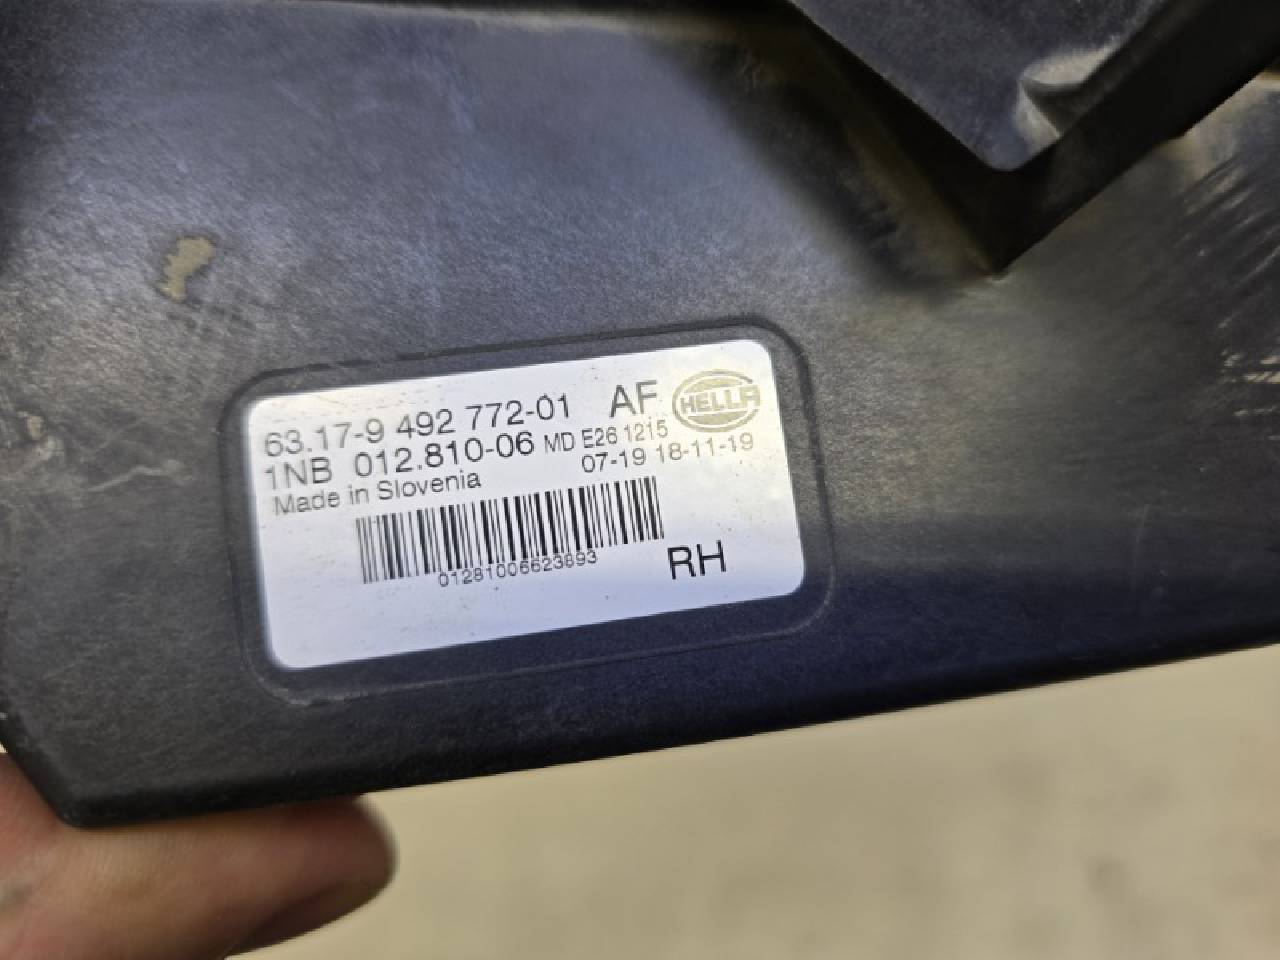 63.17-9 492 772-01 AF HELLA
1NB 012.810-06 MD E26 1215
Made in Slovenia 07-19 18-11-19
01281006623893
RH